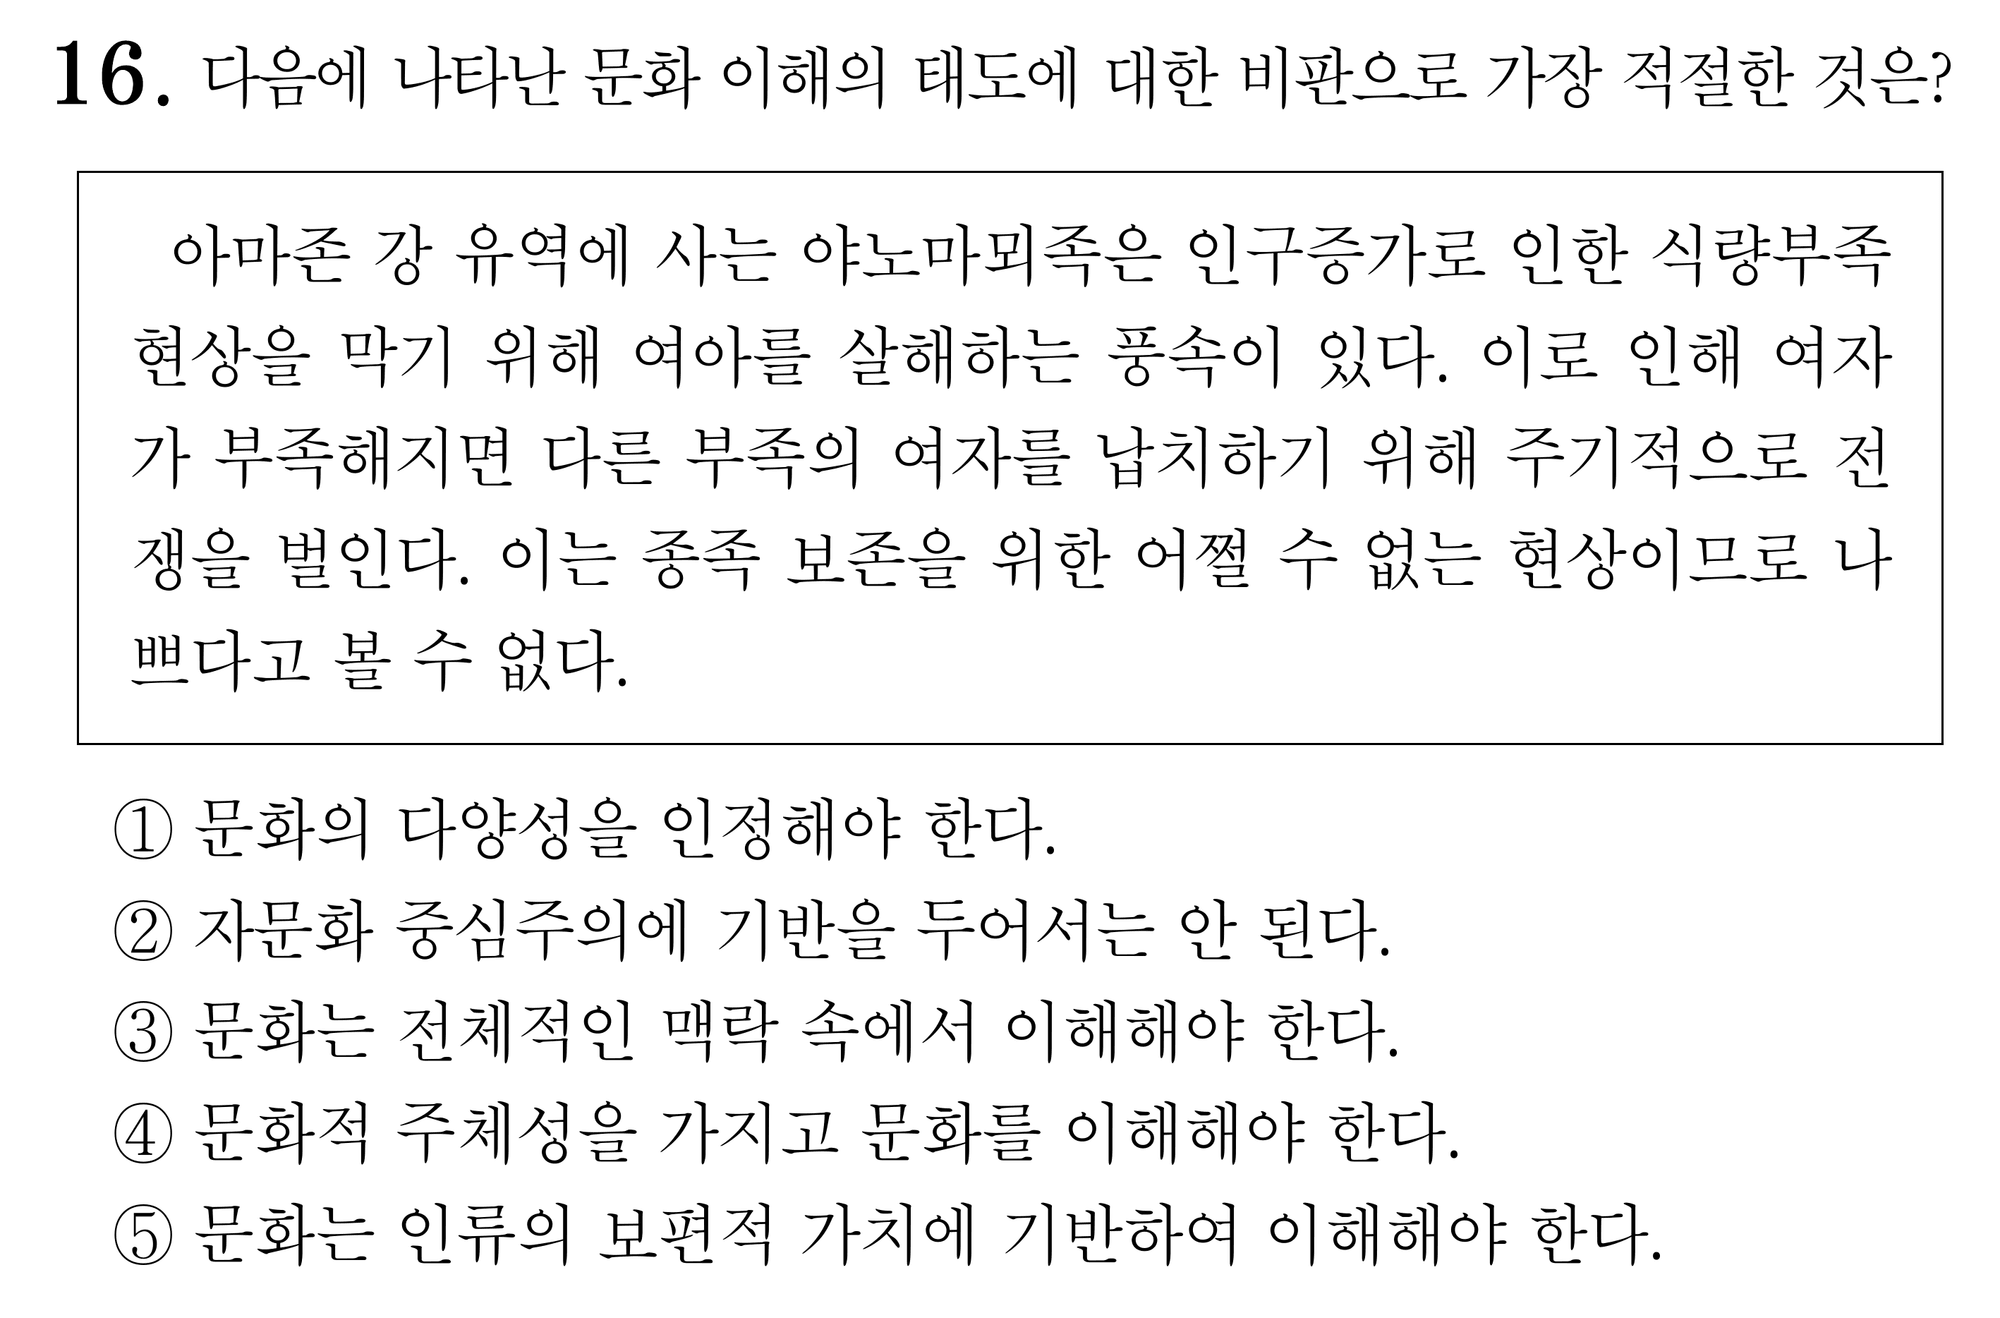 16. 다음에 나타난 문화 이해의 태도에 대한 비판으로 가장 적절한 것은?
아마존 강 유역에 사는 야노마뫼족은 인구증가로 인한 식량부족
현상을 막기 위해 여아를 살해하는 풍속이 있다. 이로 인해 여자
가 부족해지면 다른 부족의 여자를 납치하기 위해 주기적으로 전
쟁을 벌인다. 이는 종족 보존을 위한 어쩔 수 없는 현상이므로 나
쁘다고 볼 수 없다.
① 문화의 다양성을 인정해야 한다.
② 자문화 중심주의에 기반을 두어서는 안 된다.
③ 문화는 전체적인 맥락 속에서 이해해야 한다.
④ 문화적 주체성을 가지고 문화를 이해해야 한다.
⑤ 문화는 인류의 보편적 가치에 기반하여 이해해야 한다.